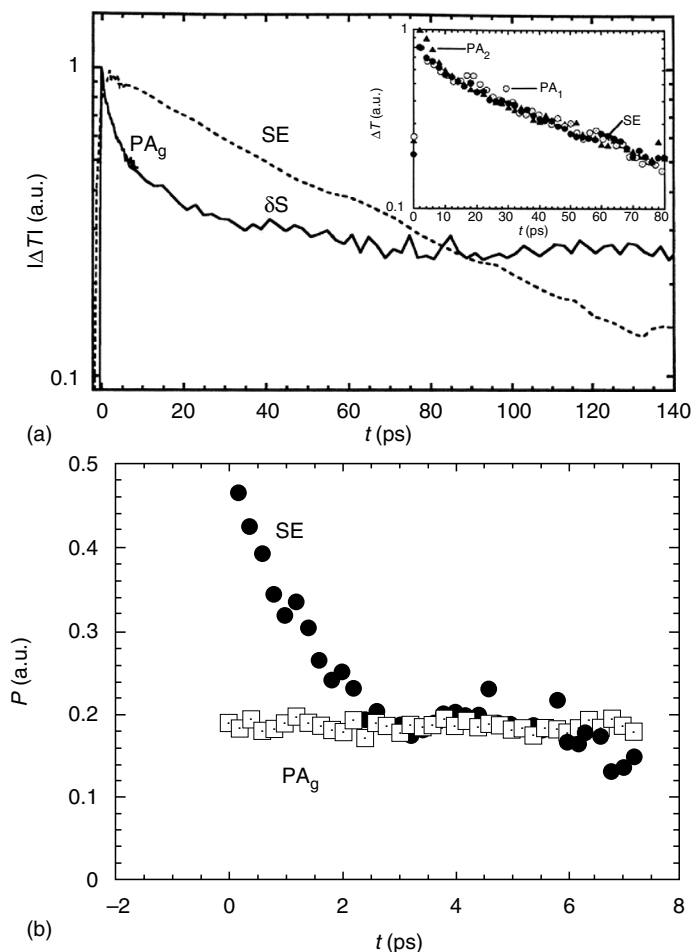 1
PA₂
PA₁
SE
ΔT (a.u.)
0.1
0 10 20 30 40 50 60 70 80
t (ps)
1
SE
PAg
δS
|ΔT| (a.u.)
0.1
0 20 40 60 80 100 120 140
(a)
t (ps)
0.5
SE
0.4
0.3
P (a.u.)
0.2
PAg
0.1
0
−2 0 2 4 6 8
(b)
t (ps)